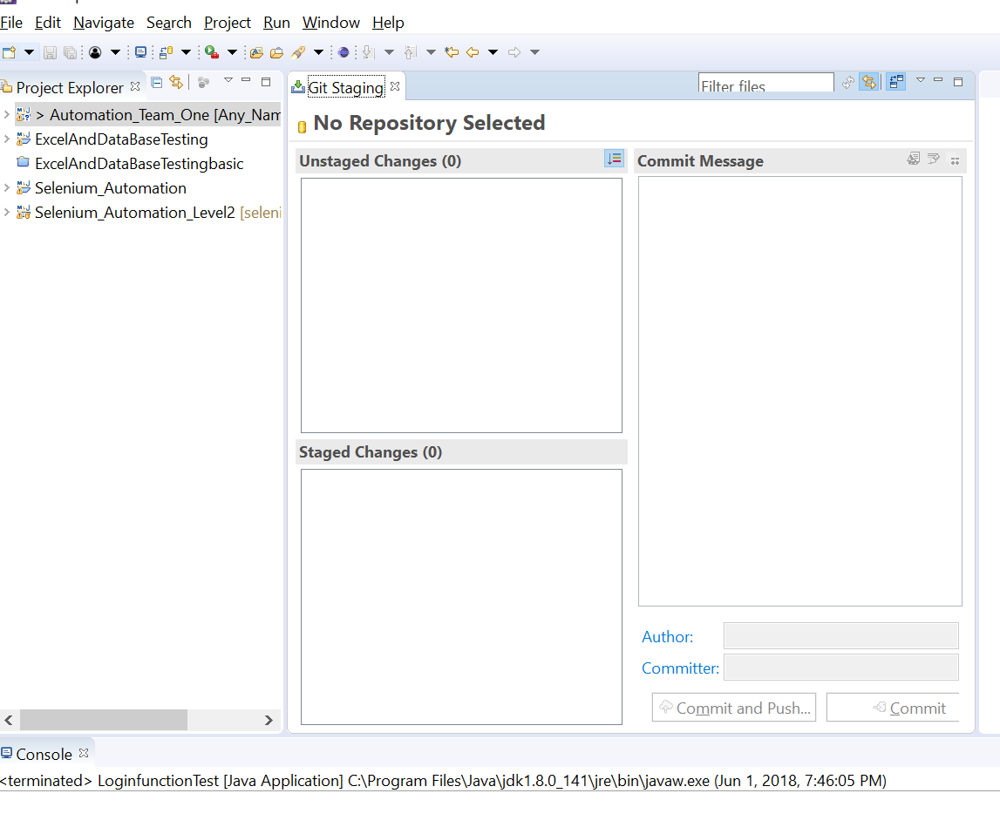 File Edit Navigate Search Project Run Window Help
Project Explorer
> Automation_Team_One [Any_Nam
ExcelAndDataBaseTesting
ExcelAndDataBaseTestingbasic
Selenium_Automation
Selenium_Automation_Level2 [seleni
Git Staging
Filter files
No Repository Selected
Unstaged Changes (0)
Staged Changes (0)
Commit Message
Author:
Committer:
Commit and Push...
Commit
Console
<terminated> LoginfunctionTest [Java Application] C:\Program Files\Java\jdk1.8.0_141\jre\bin\javaw.exe (Jun 1, 2018, 7:46:05 PM)